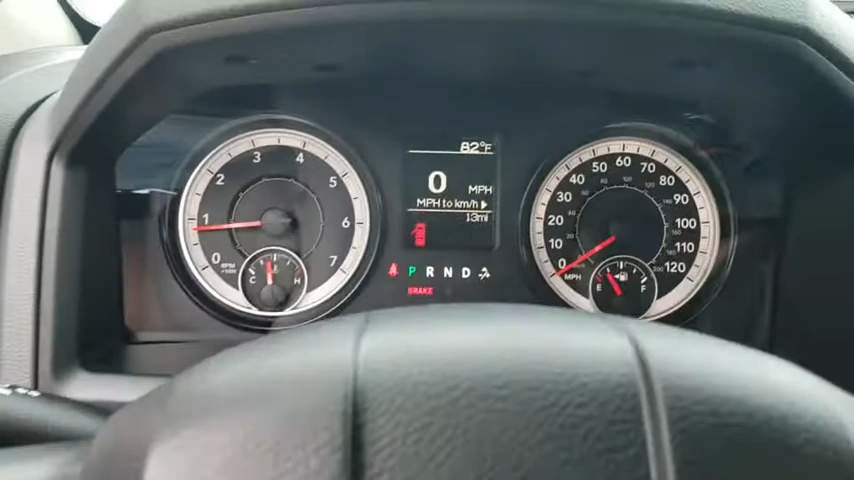 82°F
0 MPH
MPH to km/h
13mi
0 1 2 3 4 5 6 7
RPM
C H
P R N D
BRAKE
0 10 20 30 40 50 60 70 80 90 100 110 120
MPH
E F